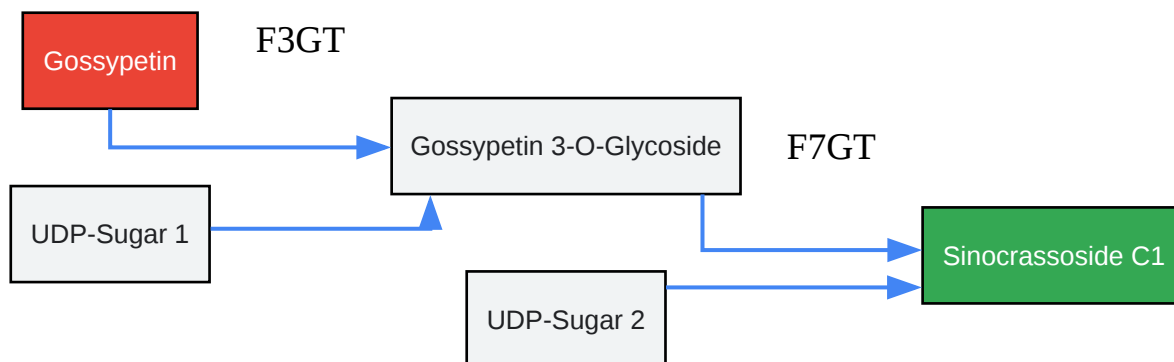 Gossypetin
F3GT
Gossypetin 3-O-Glycoside
F7GT
UDP-Sugar 1
Sinocrassoside C1
UDP-Sugar 2